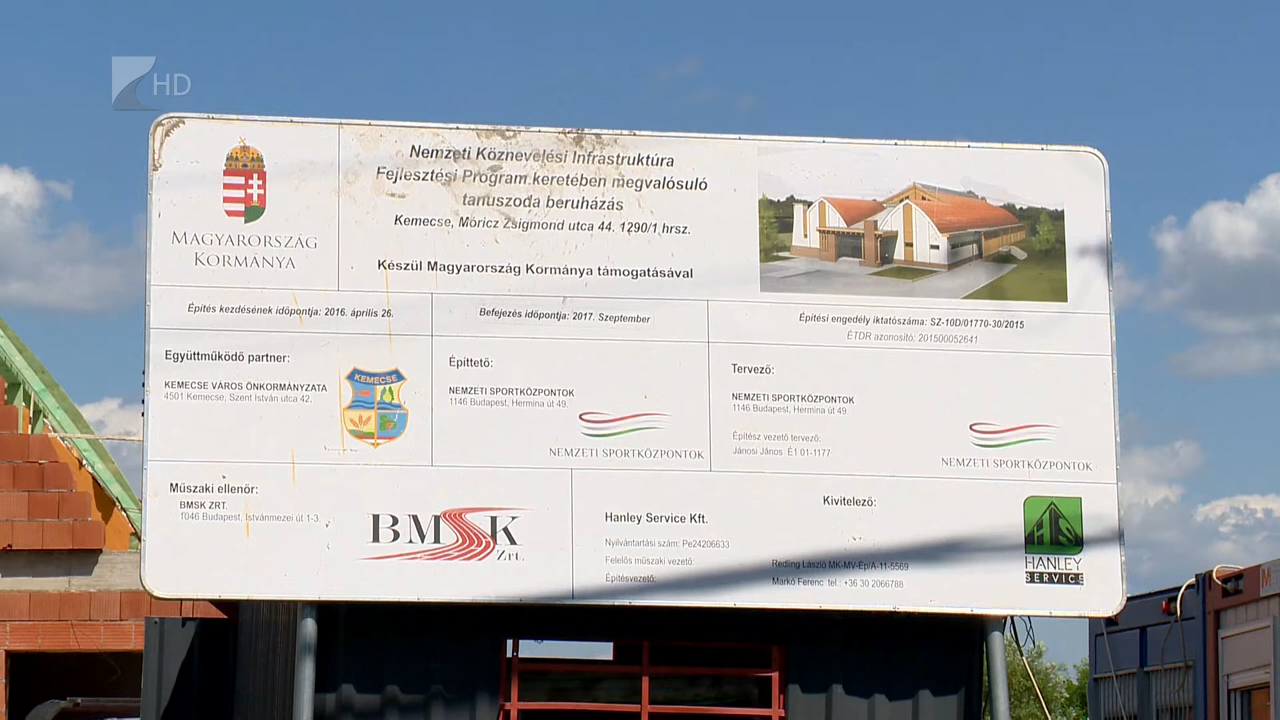 HD
Nemzeti Köznevelési Infrastruktúra
Fejlesztési Program keretében megvalósuló
tanuszoda beruházás
Kemecse, Móricz Zsigmond utca 44. 1290/1 hrsz.
Készül Magyarország Kormánya támogatásával
MAGYARORSZÁG
KORMÁNYA
Építés kezdésének időpontja: 2016. április 26.
Befejezés időpontja: 2017. Szeptember
Építési engedély iktatószáma: SZ-10D/01770-30/2015
ÉTDR azonosító: 201500052641
Együttműködő partner:
KEMECSE VÁROS ÖNKORMÁNYZATA
4501 Kemecse, Szent István utca 42.
KEMECSE
Építtető:
NEMZETI SPORTKÖZPONTOK
1146 Budapest, Hermina út 49.
NEMZETI SPORTKÖZPONTOK
Tervező:
NEMZETI SPORTKÖZPONTOK
1146 Budapest, Hermina út 49.
Építész vezető tervező:
Jánosi János É1 01-1177
NEMZETI SPORTKÖZPONTOK
Műszaki ellenőr:
BMSK ZRT.
1046 Budapest, Istvánmezei út 1-3.
BMSK
Zrt.
Kivitelező:
Hanley Service Kft.
Nyilvántartási szám: Pe24206633
Felelős műszaki vezető: Redling László MK-MV-Ép/A-11-5569
Építésvezető: Markó Ferenc tel.: +36 30 2066788
HS
HANLEY
SERVICE